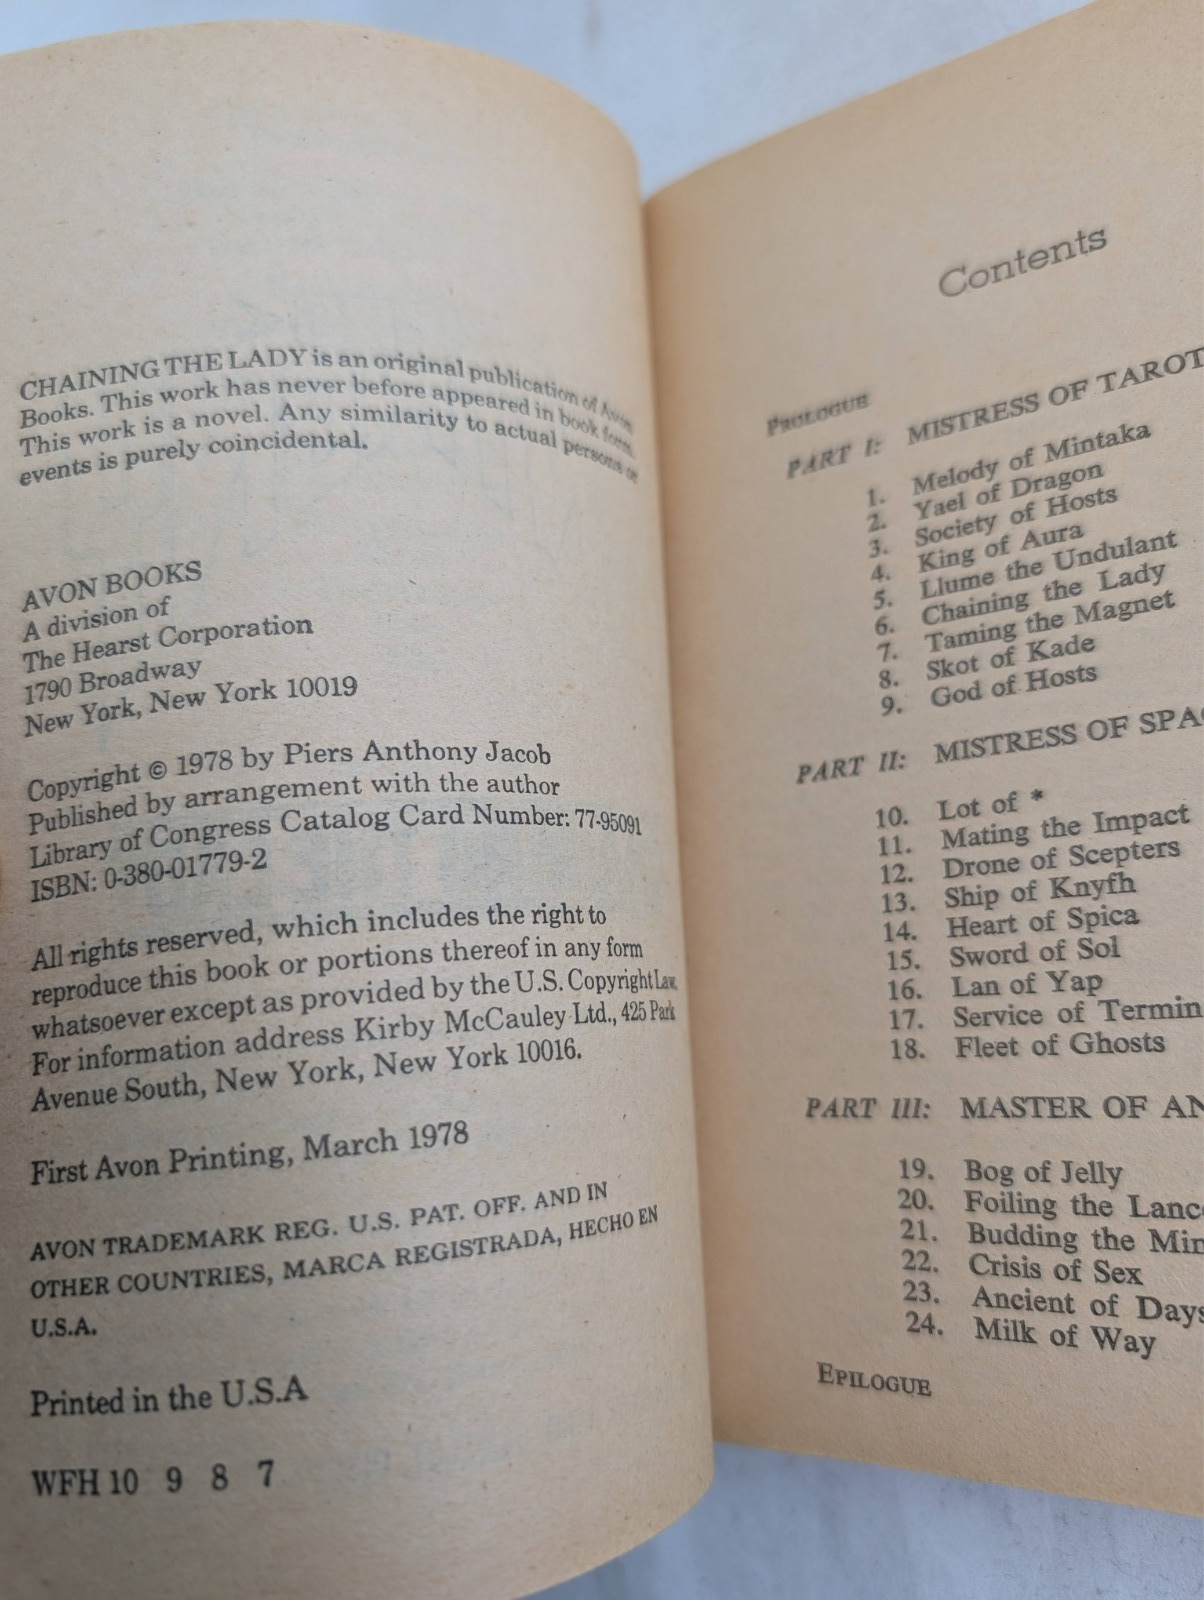 CHAINING THE LADY is an original publication of Avon
Books. This work has never before appeared in book form.
This work is a novel. Any similarity to actual persons or
events is purely coincidental.
AVON BOOKS
A division of
The Hearst Corporation
1790 Broadway
New York, New York 10019
Copyright © 1978 by Piers Anthony Jacob
Published by arrangement with the author
Library of Congress Catalog Card Number: 77-95091
ISBN: 0-380-01779-2
All rights reserved, which includes the right to
reproduce this book or portions thereof in any form
whatsoever except as provided by the U.S. Copyright Law.
For information address Kirby McCauley Ltd., 425 Park
Avenue South, New York, New York 10016.
First Avon Printing, March 1978
AVON TRADEMARK REG. U.S. PAT. OFF. AND IN
OTHER COUNTRIES, MARCA REGISTRADA, HECHO EN
U.S.A.
Printed in the U.S.A
WFH 10 9 8 7
Contents
PROLOGUE
PART I: MISTRESS OF TAROT
1. Melody of Mintaka
2. Yael of Dragon
3. Society of Hosts
4. King of Aura
5. Llume the Undulant
6. Chaining the Lady
7. Taming the Magnet
8. Skot of Kade
9. God of Hosts
PART II: MISTRESS OF SPA
10. Lot of *
11. Mating the Impact
12. Drone of Scepters
13. Ship of Knyfh
14. Heart of Spica
15. Sword of Sol
16. Lan of Yap
17. Service of Termin
18. Fleet of Ghosts
PART III: MASTER OF AN
19. Bog of Jelly
20. Foiling the Lanc
21. Budding the Min
22. Crisis of Sex
23. Ancient of Days
24. Milk of Way
EPILOGUE